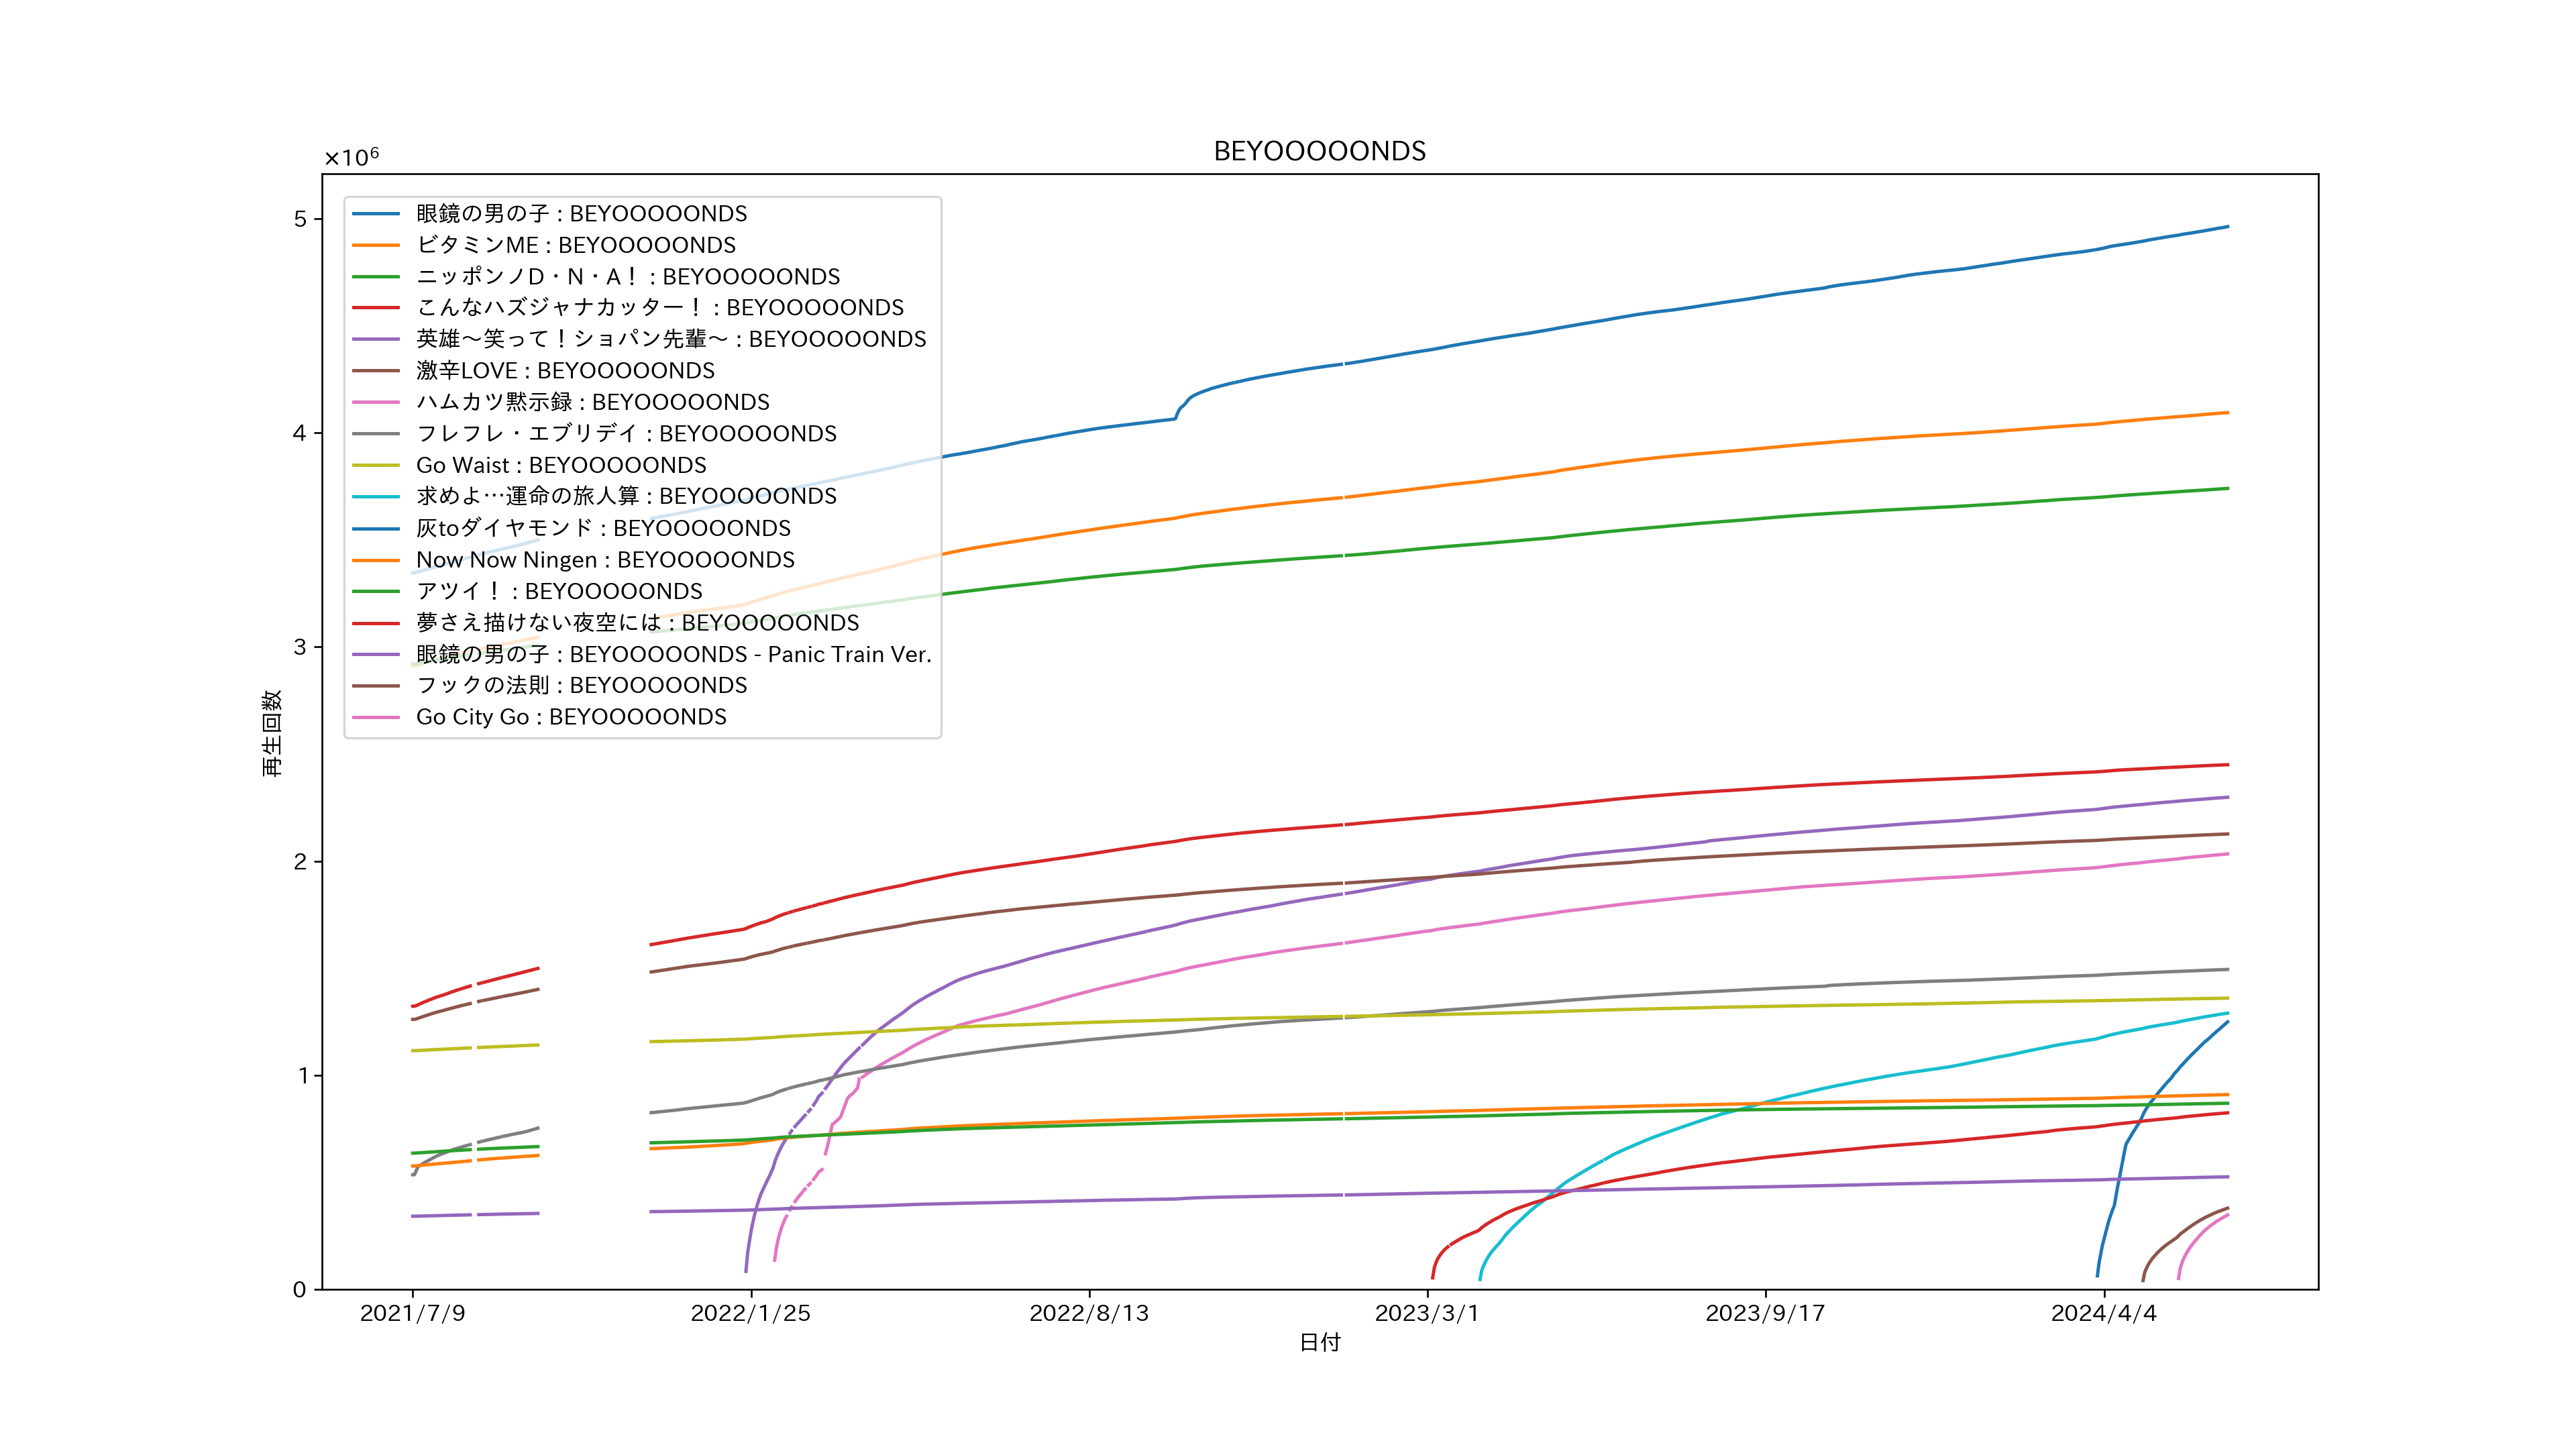 BEYOOOOONDS
×10⁶
眼鏡の男の子 : BEYOOOOONDS
ビタミンME : BEYOOOOONDS
ニッポンノD・N・A！ : BEYOOOOONDS
こんなハズジャナカッター！ : BEYOOOOONDS
英雄〜笑って！ショパン先輩〜 : BEYOOOOONDS
激辛LOVE : BEYOOOOONDS
ハムカツ黙示録 : BEYOOOOONDS
フレフレ・エブリデイ : BEYOOOOONDS
Go Waist : BEYOOOOONDS
求めよ…運命の旅人算 : BEYOOOOONDS
灰toダイヤモンド : BEYOOOOONDS
Now Now Ningen : BEYOOOOONDS
アツイ！ : BEYOOOOONDS
夢さえ描けない夜空には : BEYOOOOONDS
眼鏡の男の子 : BEYOOOOONDS - Panic Train Ver.
フックの法則 : BEYOOOOONDS
Go City Go : BEYOOOOONDS
5
4
3
2
1
0
再生回数
2021/7/9
2022/1/25
2022/8/13
2023/3/1
2023/9/17
2024/4/4
日付